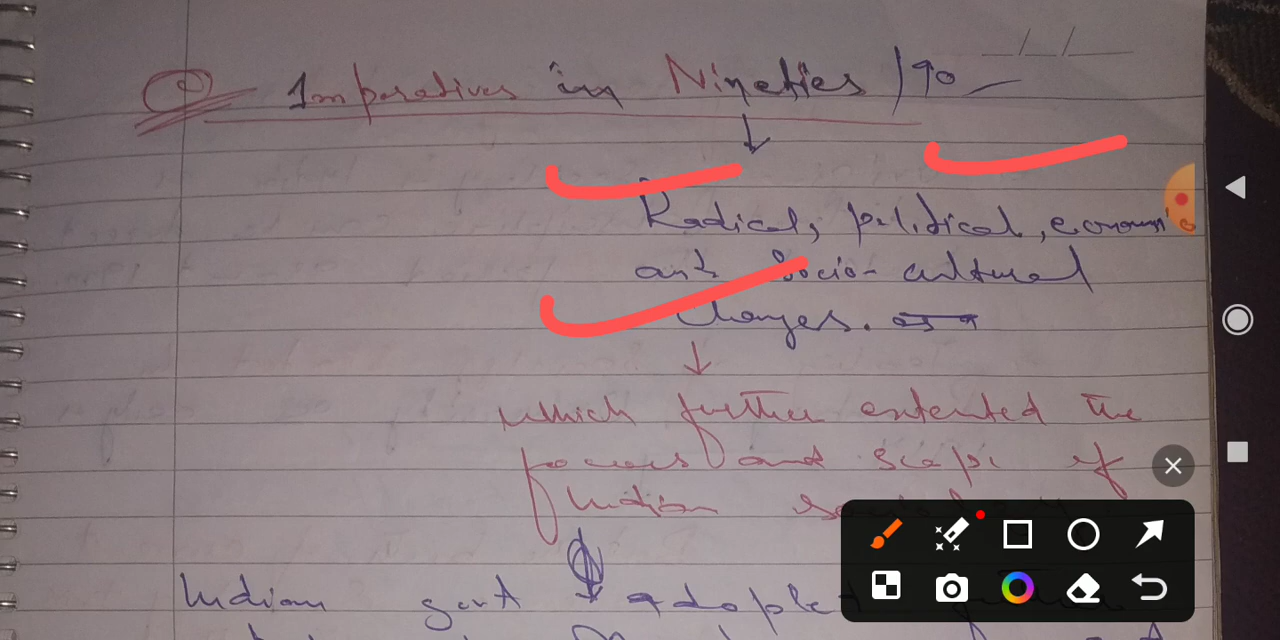 Imperatives in Nineties / 90
Radical, political, economic
and socio-cultural
changes.
which further extented the
focus and scope of
Indian
Indian govt adopted